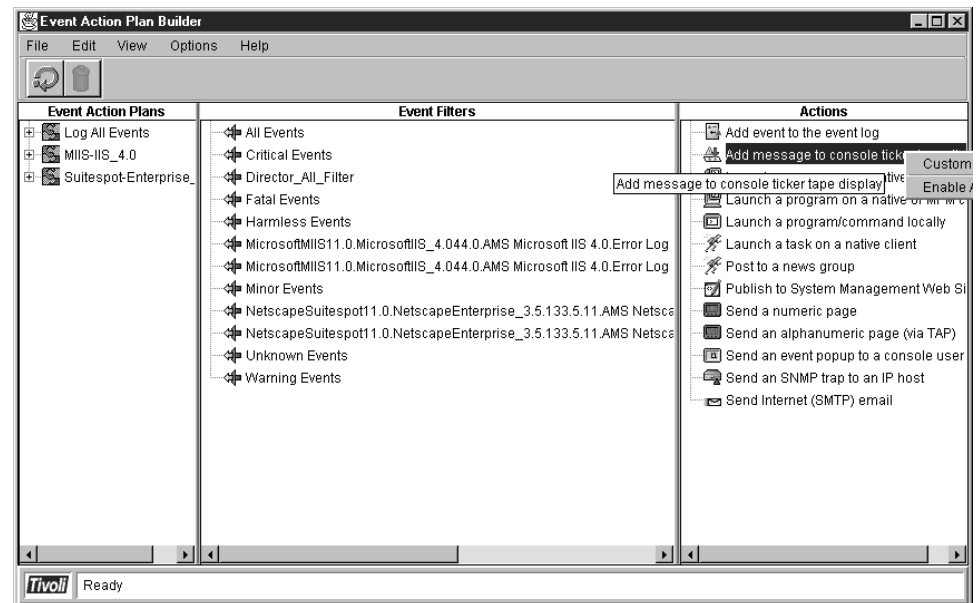 Event Action Plan Builder
File Edit View Options Help
Event Action Plans
Log All Events
MIIS-IIS_4.0
Suitespot-Enterprise_
Event Filters
All Events
Critical Events
Director_All_Filter
Fatal Events
Harmless Events
MicrosoftMIIS11.0.MicrosoftIIS_4.044.0.AMS Microsoft IIS 4.0.Error Log
MicrosoftMIIS11.0.MicrosoftIIS_4.044.0.AMS Microsoft IIS 4.0.Error Log
Minor Events
NetscapeSuitespot11.0.NetscapeEnterprise_3.5.133.5.11.AMS Netsca
NetscapeSuitespot11.0.NetscapeEnterprise_3.5.133.5.11.AMS Netsca
Unknown Events
Warning Events
Actions
Add event to the event log
Add message to console ticke
Custom
Add message to console ticker tape display
Enable A
Launch a program on a native
Launch a program/command locally
Launch a task on a native client
Post to a news group
Publish to System Management Web Si
Send a numeric page
Send an alphanumeric page (via TAP)
Send an event popup to a console user
Send an SNMP trap to an IP host
Send Internet (SMTP) email
Tivoli Ready